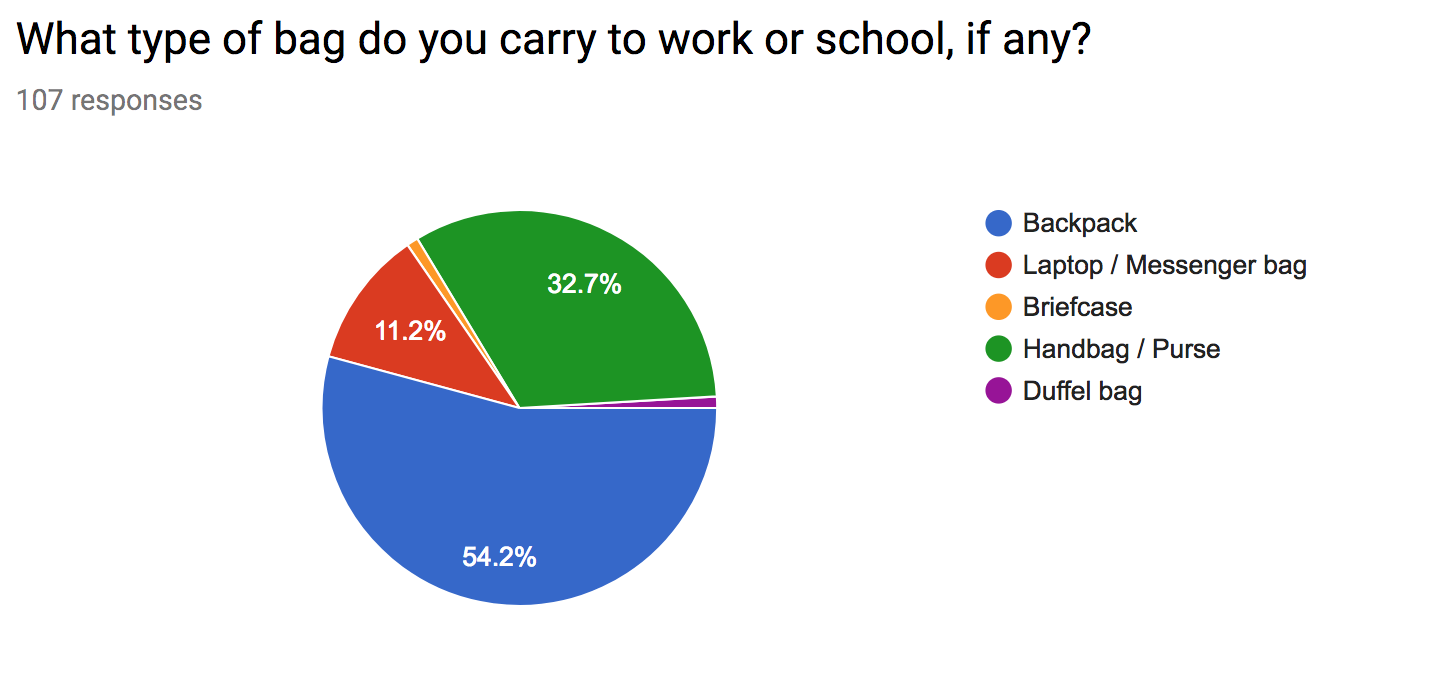 What type of bag do you carry to work or school, if any?
107 responses
32.7%
11.2%
54.2%
Backpack
Laptop / Messenger bag
Briefcase
Handbag / Purse
Duffel bag